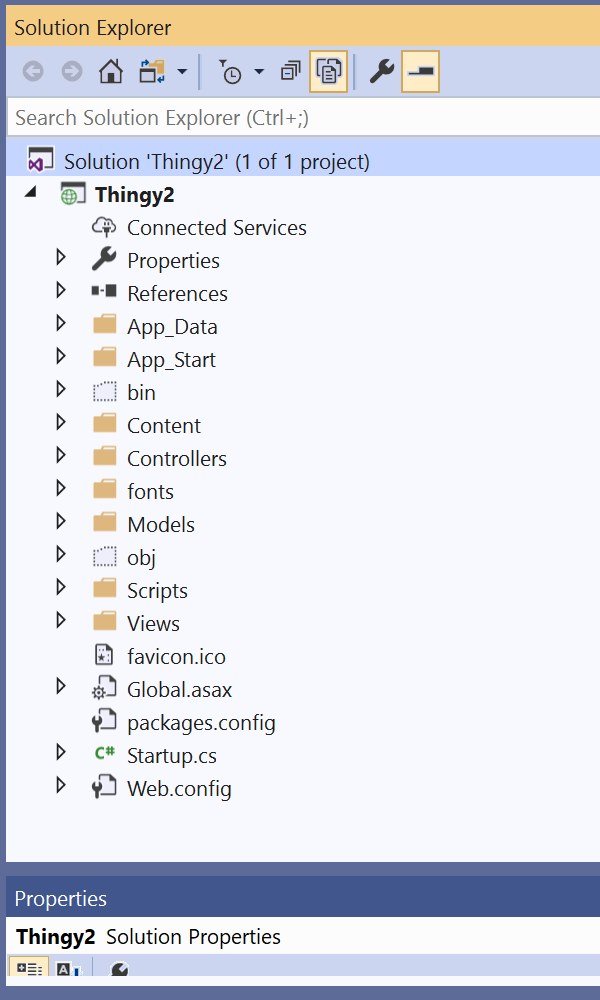 Solution Explorer
Search Solution Explorer (Ctrl+;)
Solution 'Thingy2' (1 of 1 project)
Thingy2
Connected Services
Properties
References
App_Data
App_Start
bin
Content
Controllers
fonts
Models
obj
Scripts
Views
favicon.ico
Global.asax
packages.config
C# Startup.cs
Web.config
Properties
Thingy2 Solution Properties